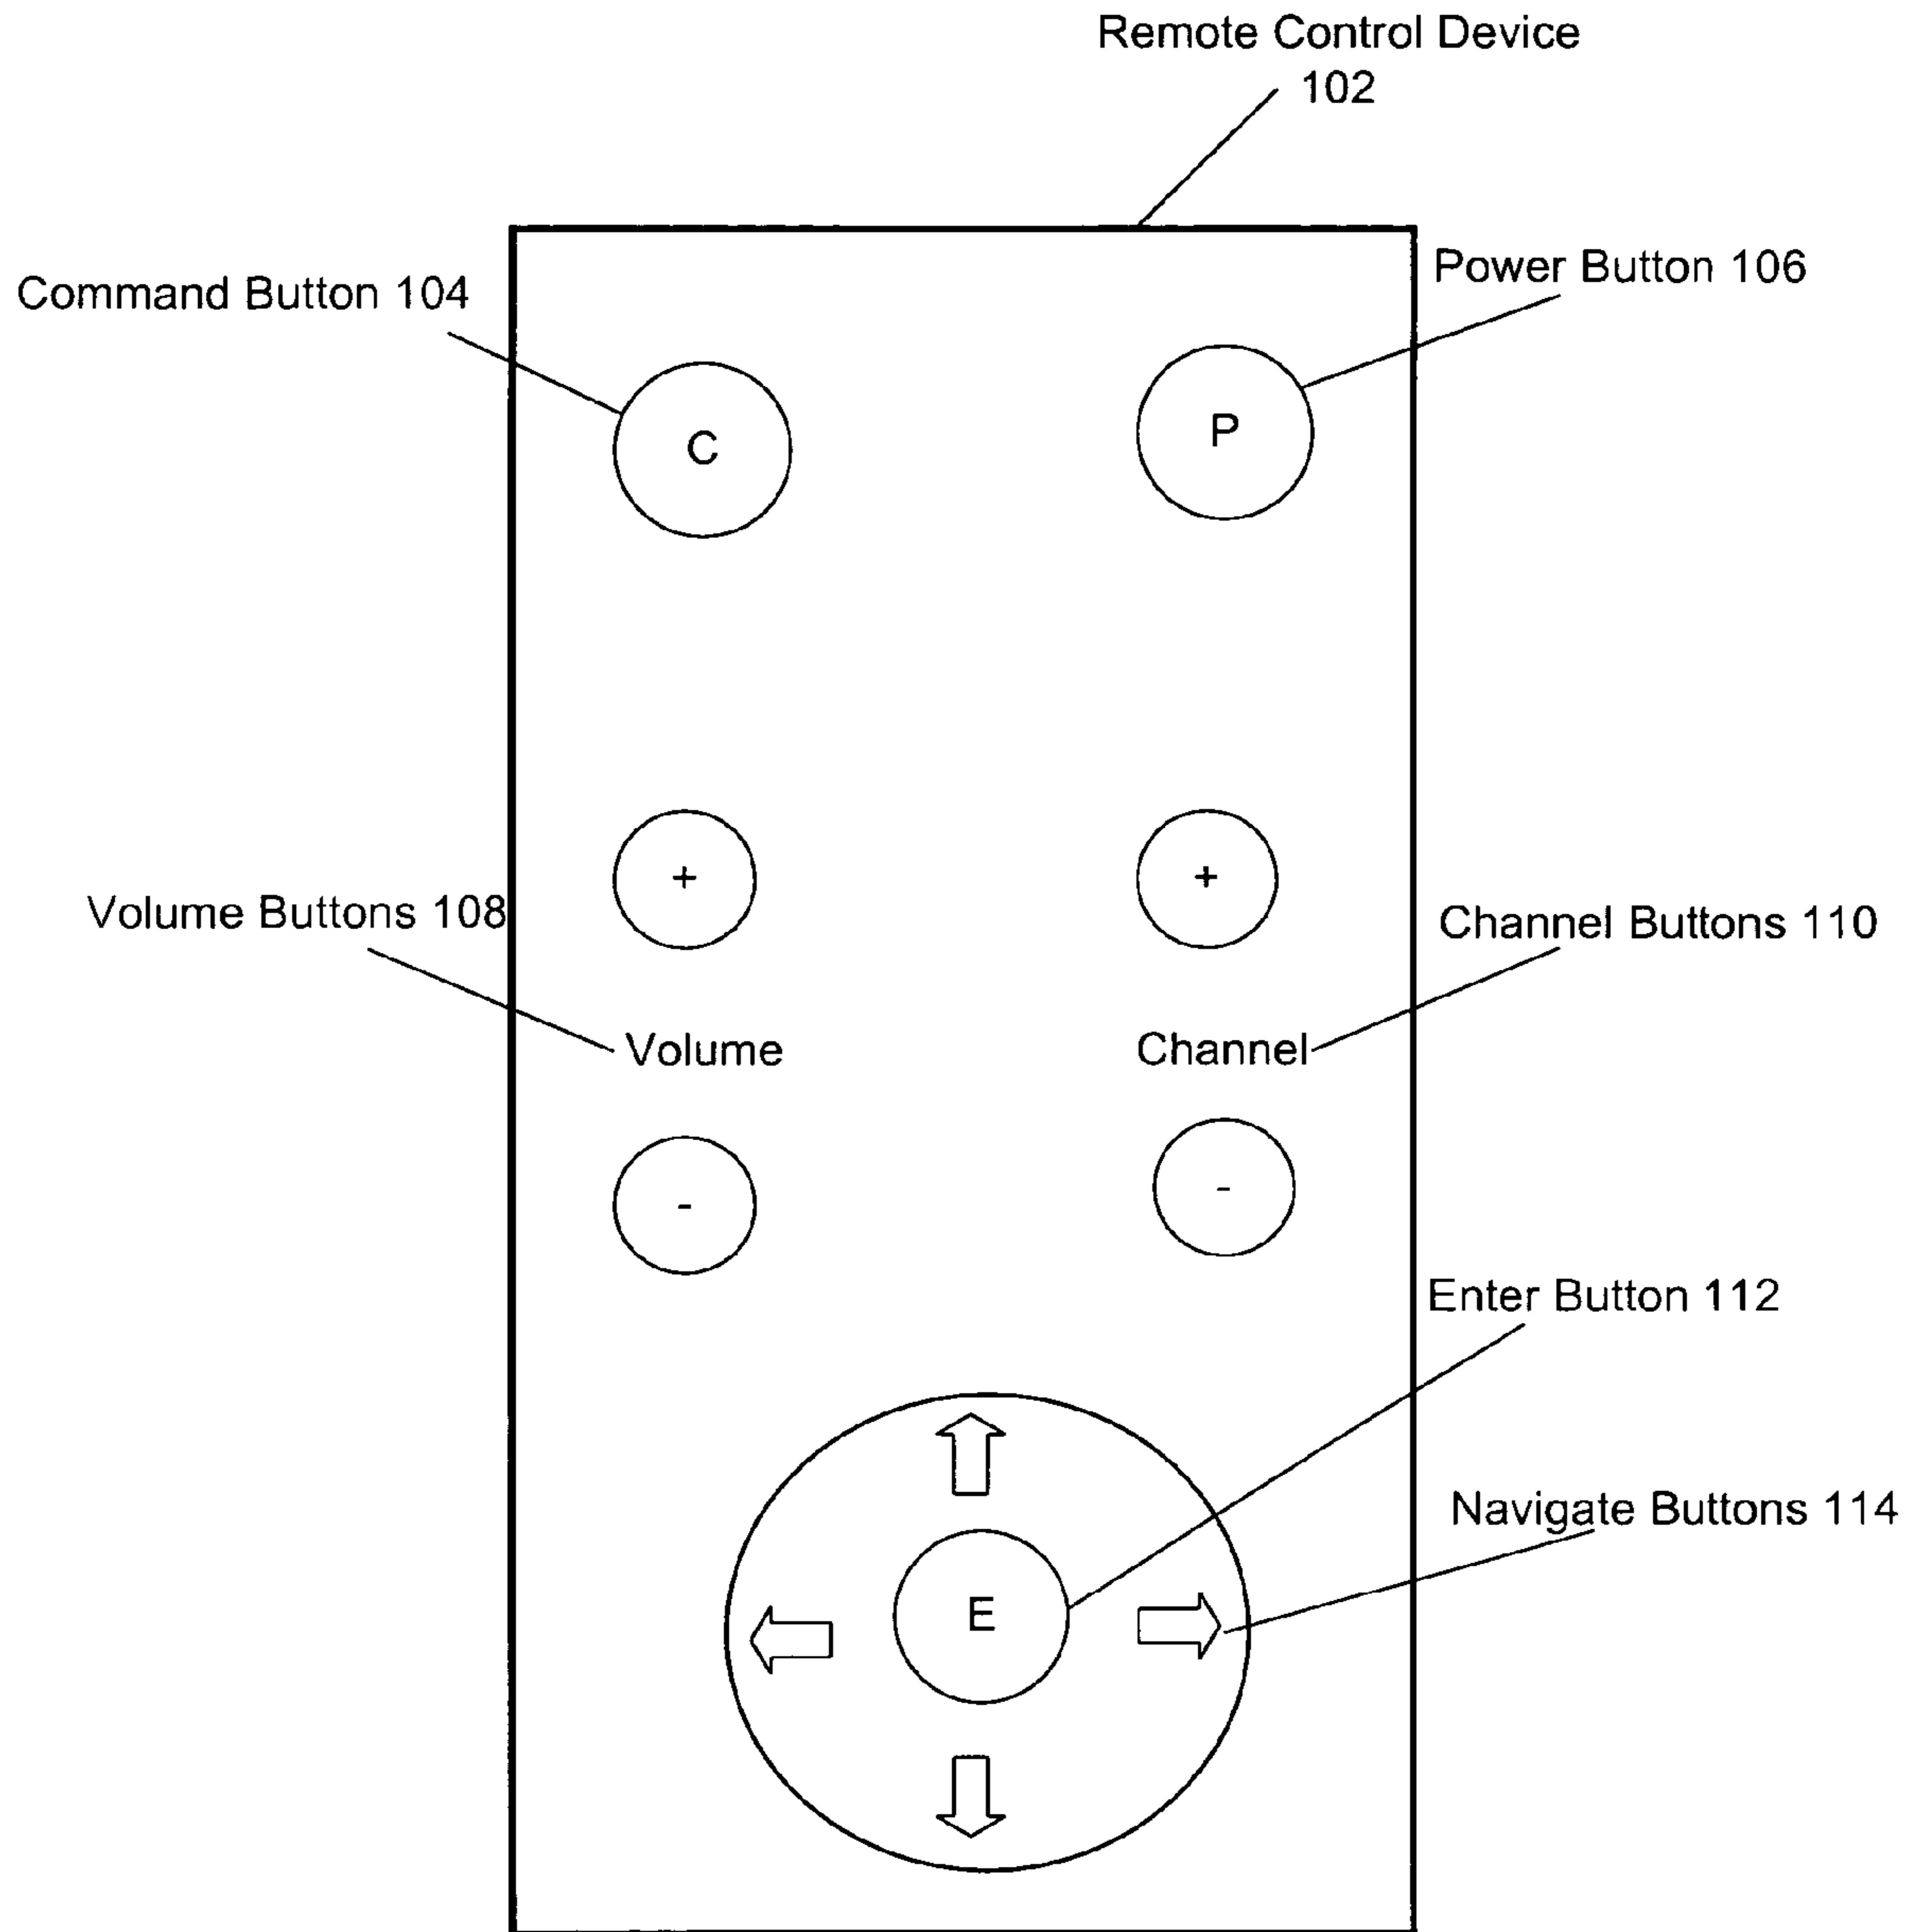 Remote Control Device
102
Power Button 106
Command Button 104
C
P
+
+
Volume Buttons 108
Channel Buttons 110
Volume
Channel
-
-
Enter Button 112
Navigate Buttons 114
E